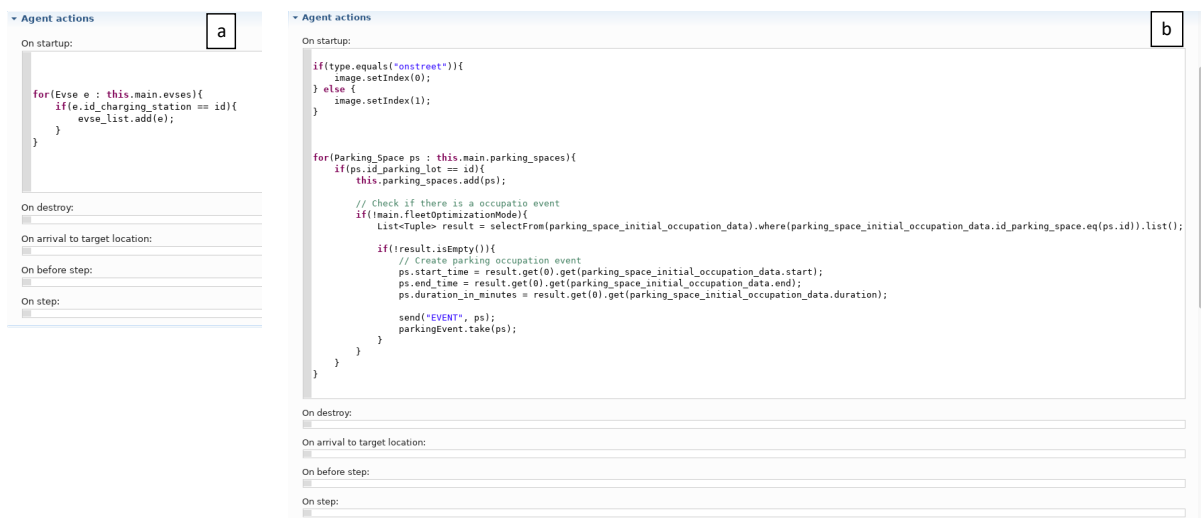 Agent actions
a
On startup:
for(Evse e : this.main.evses){
    if(e.id_charging_station == id){
        evse_list.add(e);
    }
}
On destroy:
On arrival to target location:
On before step:
On step:
Agent actions
b
On startup:
if(type.equals("onstreet")){
    image.setIndex(0);
} else {
    image.setIndex(1);
}
for(Parking_Space ps : this.main.parking_spaces){
    if(ps.id_parking_lot == id){
        this.parking_spaces.add(ps);
        // Check if there is a occupatio event
        if(!main.fleetOptimizationMode){
            List<Tuple> result = selectFrom(parking_space_initial_occupation_data).where(parking_space_initial_occupation_data.id_parking_space.eq(ps.id)).list();
            if(!result.isEmpty()){
                // Create parking occupation event
                ps.start_time = result.get(0).get(parking_space_initial_occupation_data.start);
                ps.end_time = result.get(0).get(parking_space_initial_occupation_data.end);
                ps.duration_in_minutes = result.get(0).get(parking_space_initial_occupation_data.duration);
                send("EVENT", ps);
                parkingEvent.take(ps);
            }
        }
    }
}
On destroy:
On arrival to target location:
On before step:
On step: